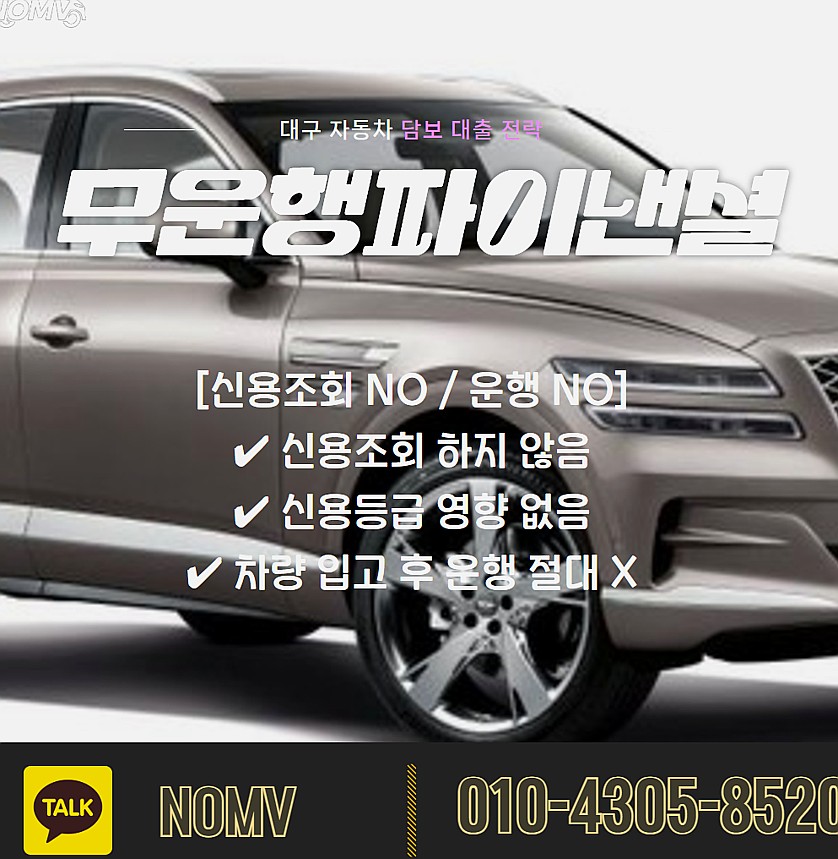 NOMV
대구 자동차 담보 대출 전략
무운행파이낸셜
[신용조회 NO / 운행 NO]
✔ 신용조회 하지 않음
✔ 신용등급 영향 없음
✔ 차량 입고 후 운행 절대 X
TALK NOMV 010-4305-8520